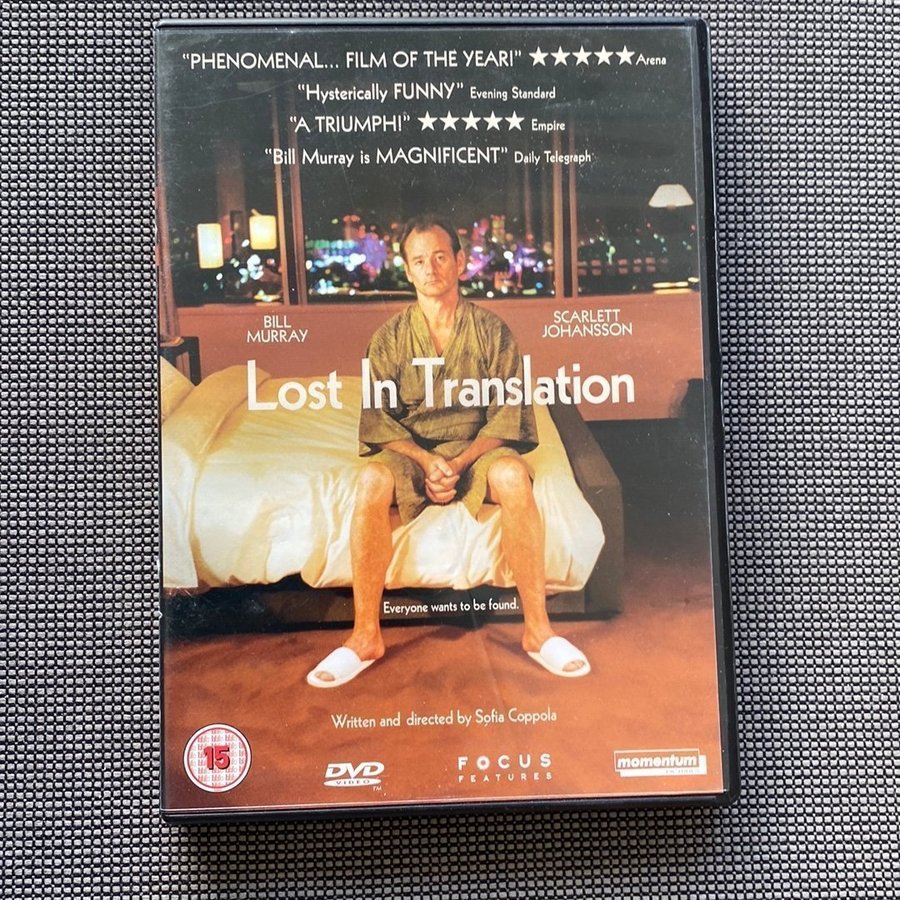 "PHENOMENAL... FILM OF THE YEAR!" ★★★★★ Arena
"Hysterically FUNNY" Evening Standard
"A TRIUMPH!" ★★★★★ Empire
"Bill Murray is MAGNIFICENT" Daily Telegraph
BILL
MURRAY
SCARLETT
JOHANSSON
Lost In Translation
Everyone wants to be found.
Written and directed by Sofia Coppola
15
DVD
VIDEO
TM
FOCUS
FEATURES
momentum